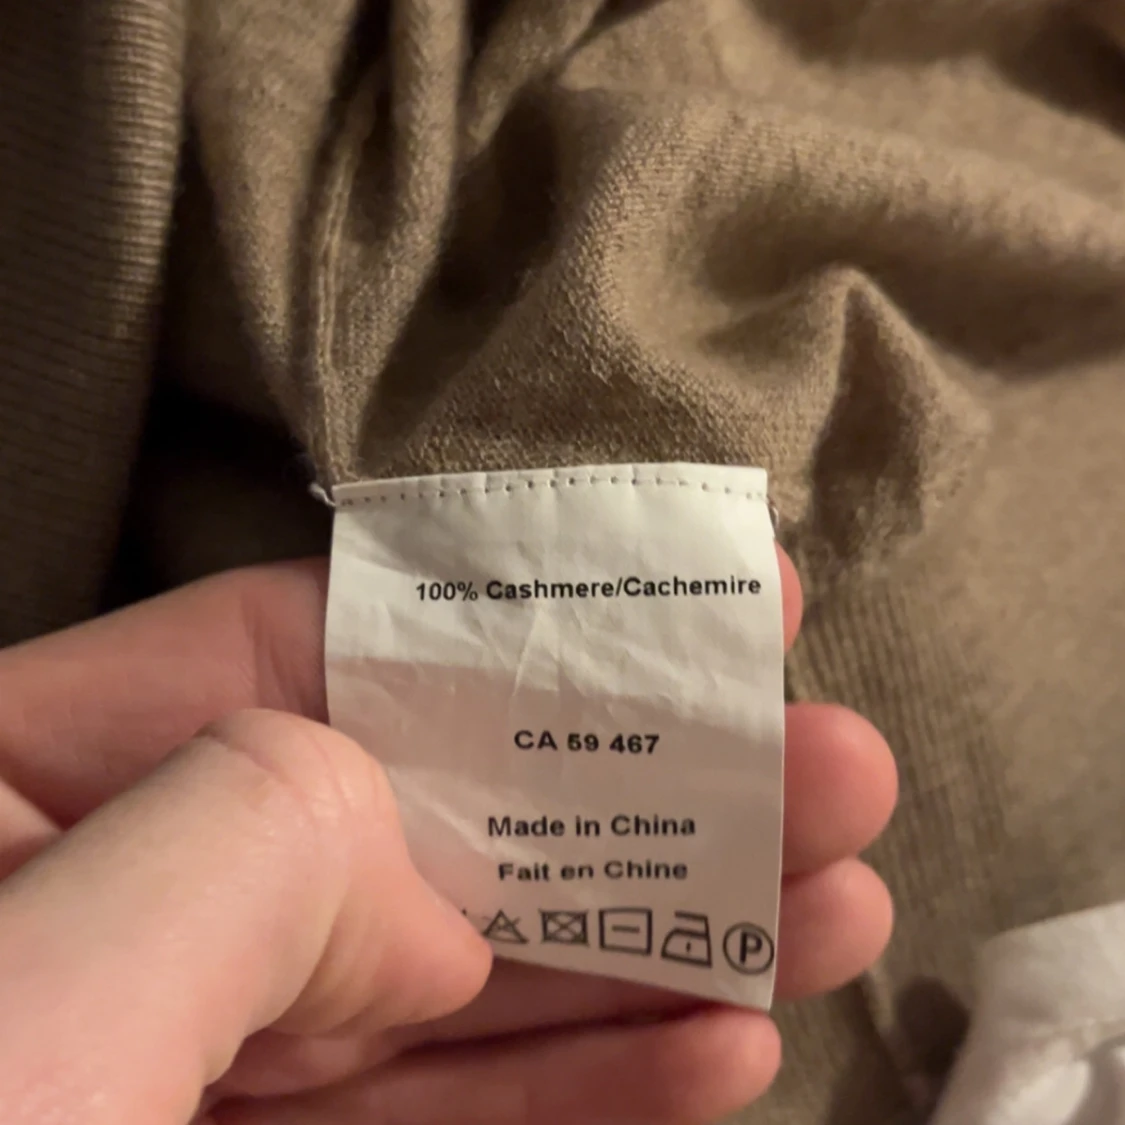 100% Cashmere/Cachemire
CA 59 467
Made in China
Fait en Chine
P